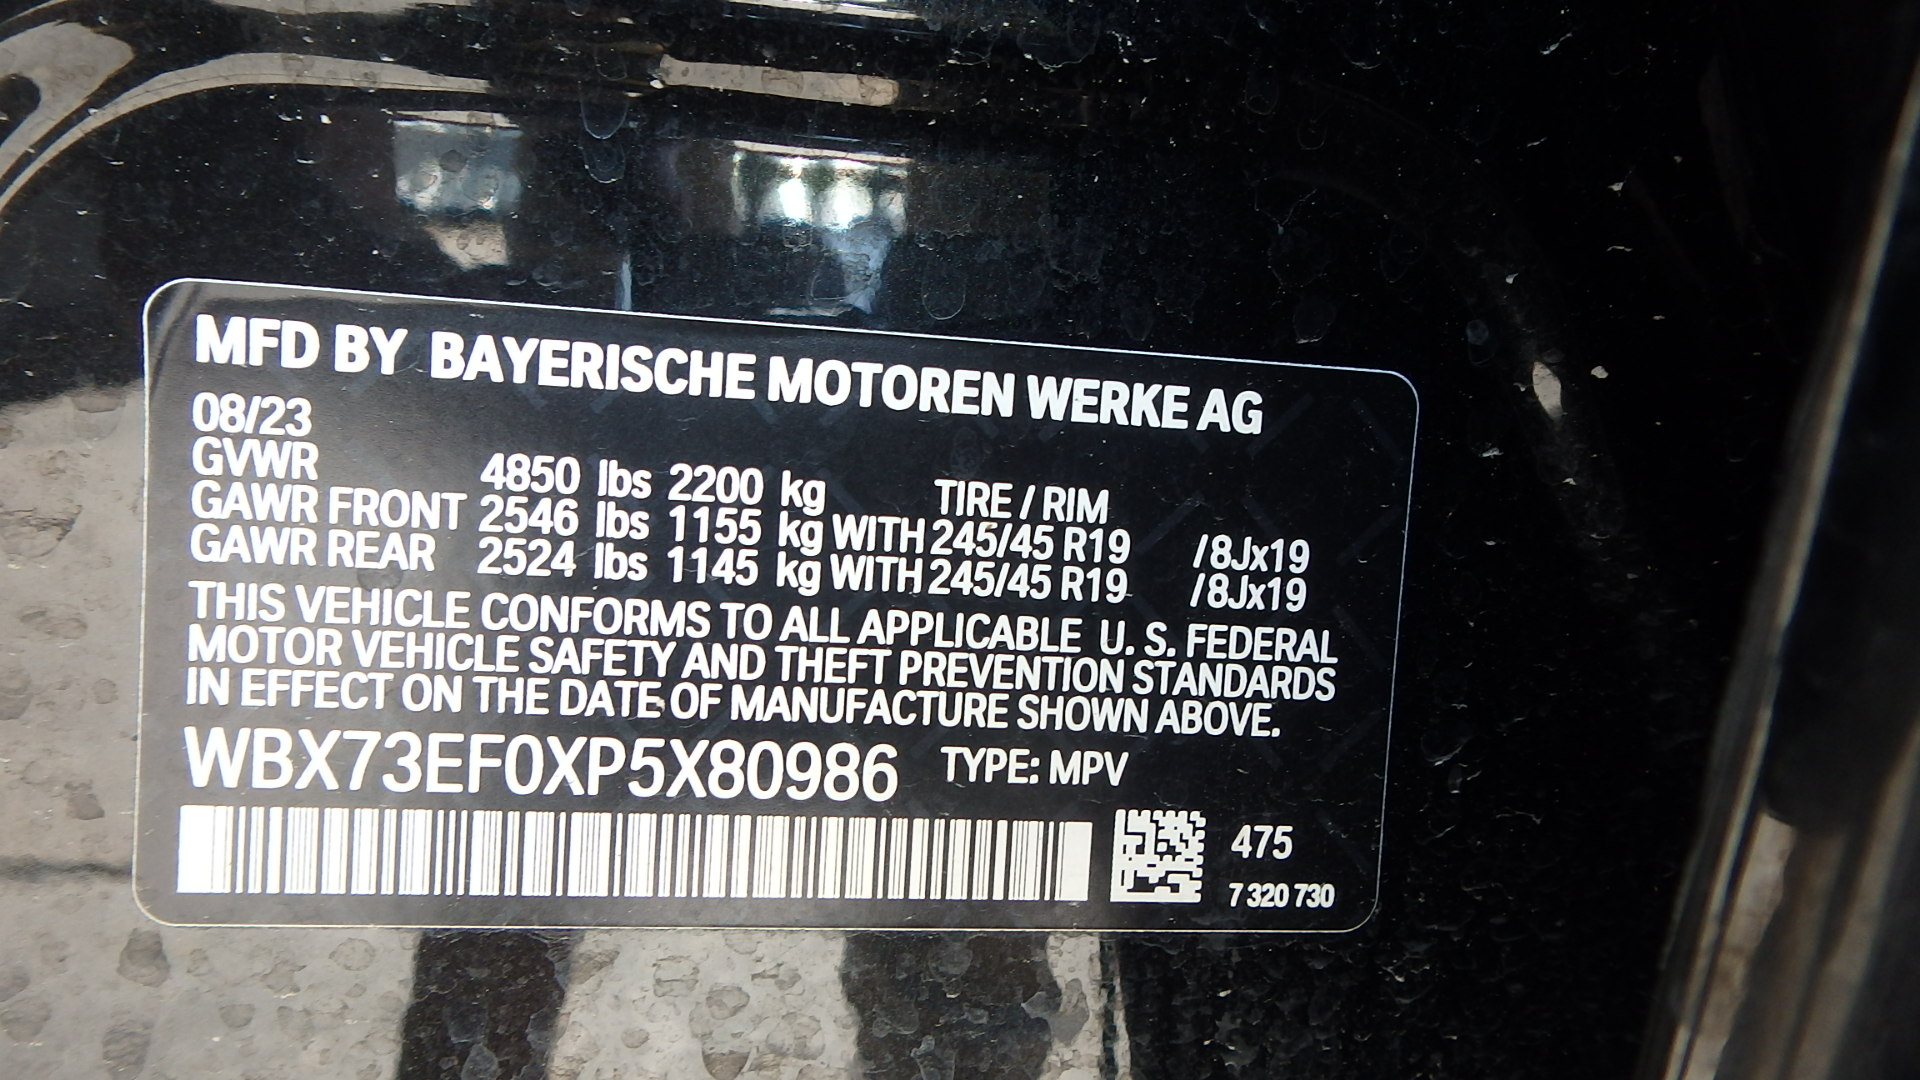 MFD BY BAYERISCHE MOTOREN WERKE AG
08/23
GVWR 4850 lbs 2200 kg TIRE / RIM
GAWR FRONT 2546 lbs 1155 kg WITH 245/45 R19 /8Jx19
GAWR REAR 2524 lbs 1145 kg WITH 245/45 R19 /8Jx19
THIS VEHICLE CONFORMS TO ALL APPLICABLE U. S. FEDERAL
MOTOR VEHICLE SAFETY AND THEFT PREVENTION STANDARDS
IN EFFECT ON THE DATE OF MANUFACTURE SHOWN ABOVE.
WBX73EF0XP5X80986 TYPE: MPV
475
7 320 730